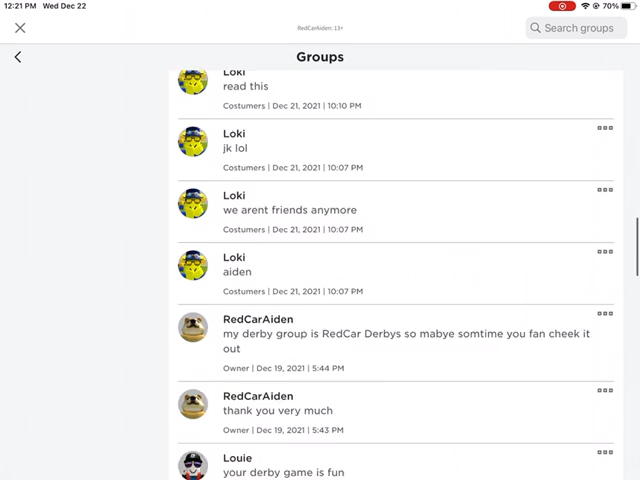 12:21 PM Wed Dec 22
70%
RedCarAiden: 13+
Search groups
Groups
Loki
read this
Costumers | Dec 21, 2021 | 10:10 PM
Loki
jk lol
Costumers | Dec 21, 2021 | 10:07 PM
Loki
we arent friends anymore
Costumers | Dec 21, 2021 | 10:07 PM
Loki
aiden
Costumers | Dec 21, 2021 | 10:07 PM
RedCarAiden
my derby group is RedCar Derbys so mabye somtime you fan cheek it
out
Owner | Dec 19, 2021 | 5:44 PM
RedCarAiden
thank you very much
Owner | Dec 19, 2021 | 5:43 PM
Louie
your derby game is fun